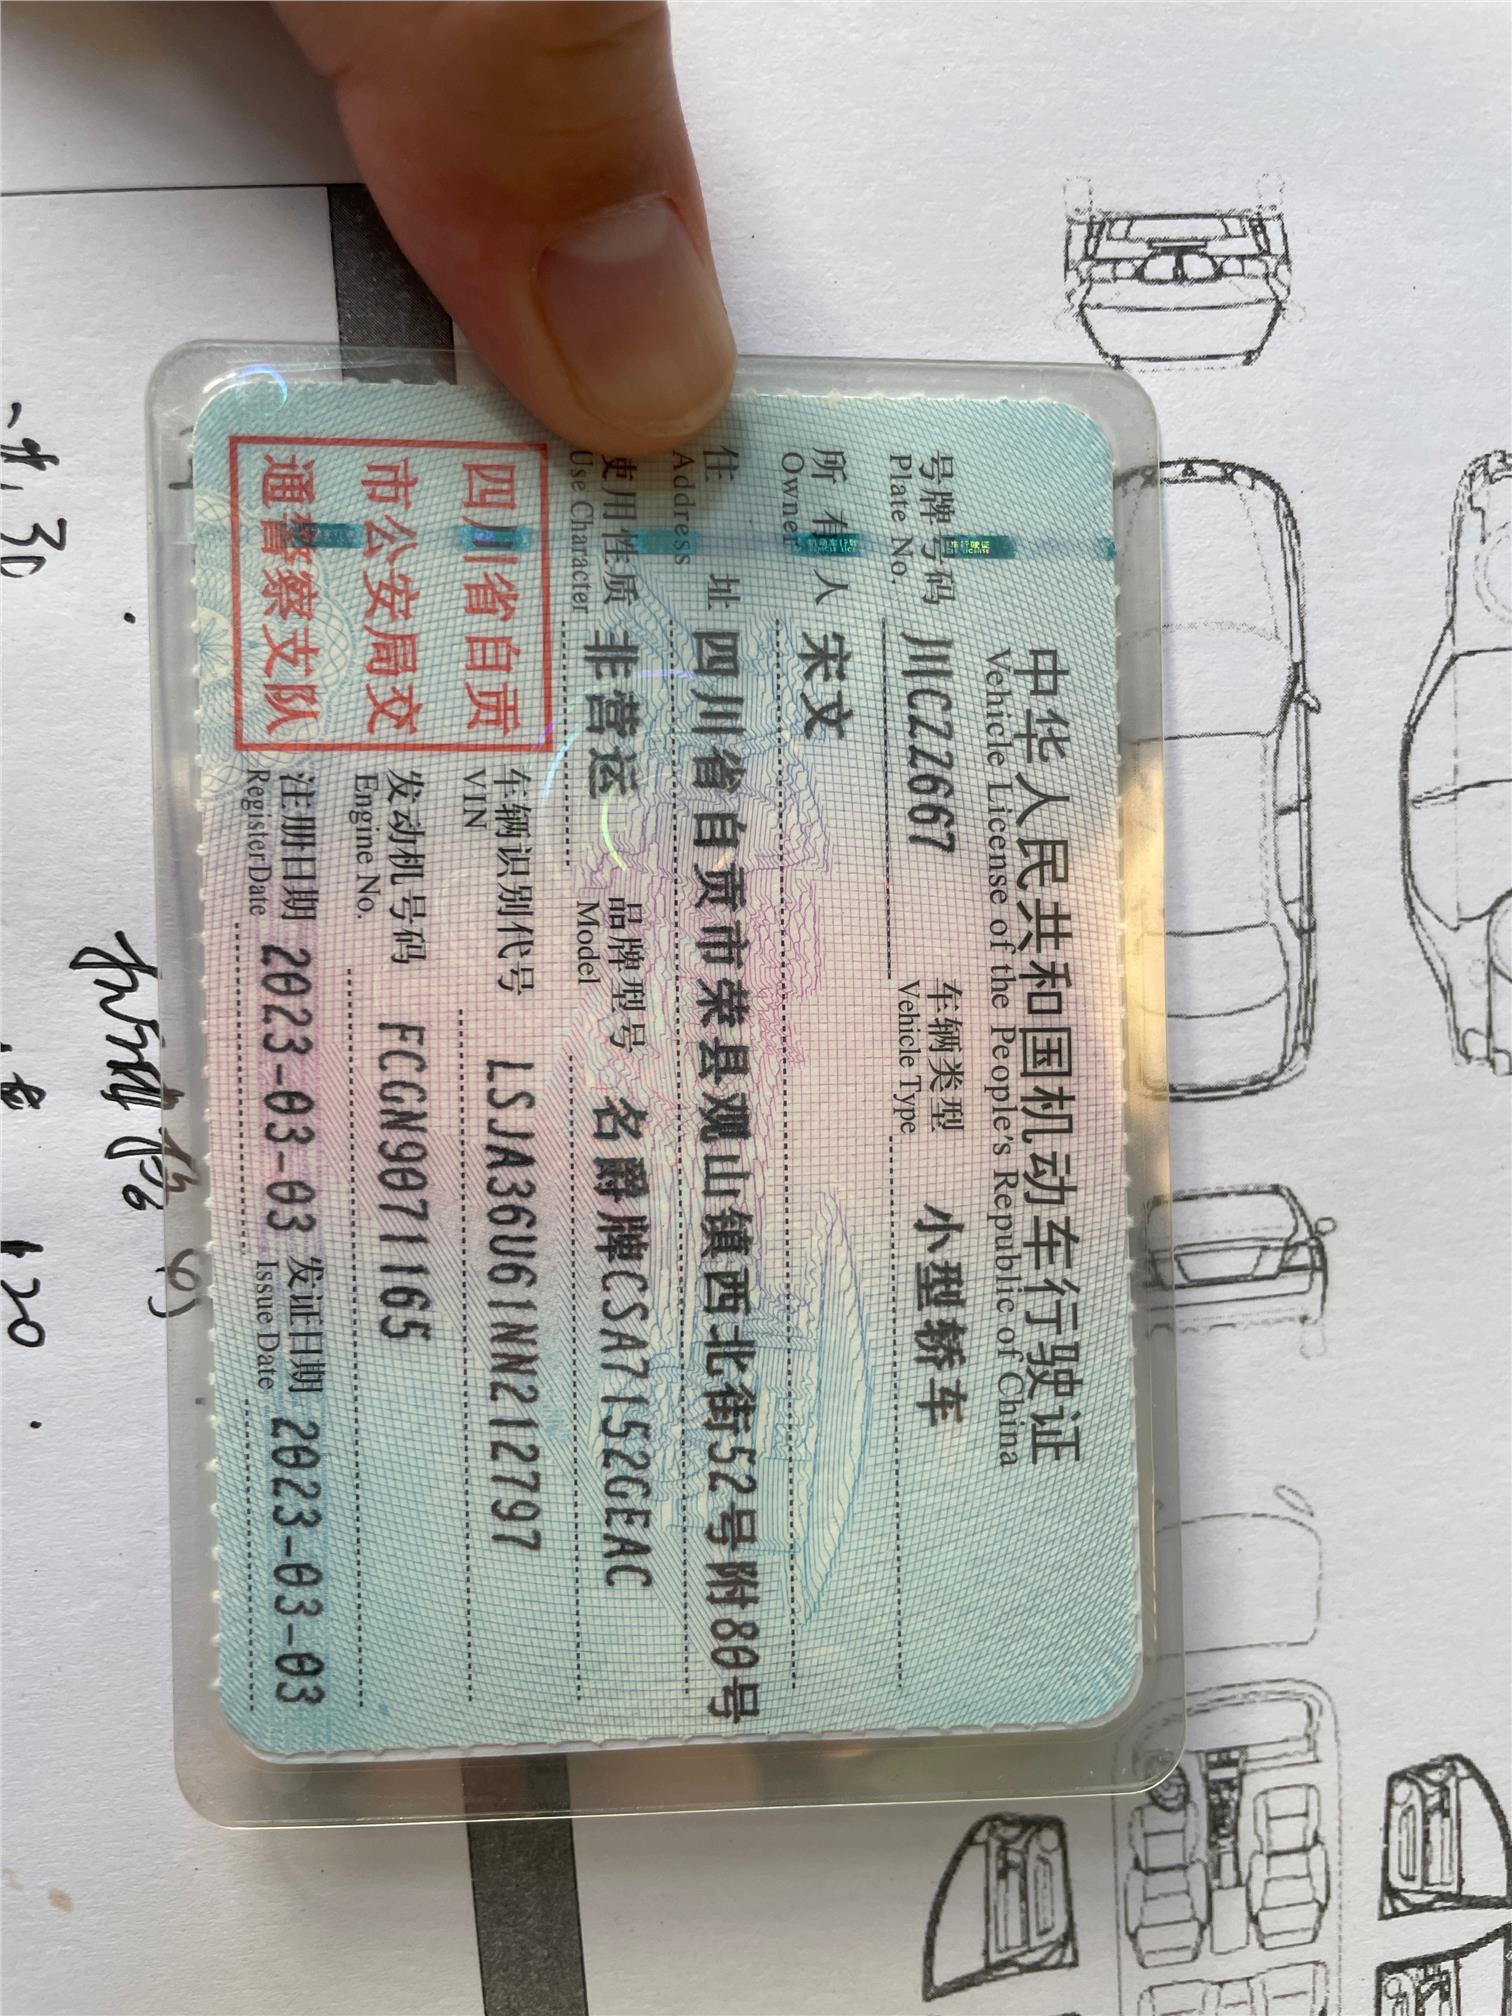 中华人民共和国机动车行驶证
Vehicle License of the People's Republic of China
号牌号码 川CZZ667 车辆类型 小型轿车
Plate No. Vehicle Type
所有人 宋文
Owner
住址 四川省自贡市荣县观山镇西北街52号附80号
Address
使用性质 非营运 品牌型号 名爵牌CSA7152GEAC
Use Character Model
四川省自贡
市公安局交
通警察支队
车辆识别代号 LSJA36U61NN212797
VIN
发动机号码 FCGN9071165
Engine No.
注册日期 2023-03-03 发证日期 2023-03-03
Register Date Issue Date